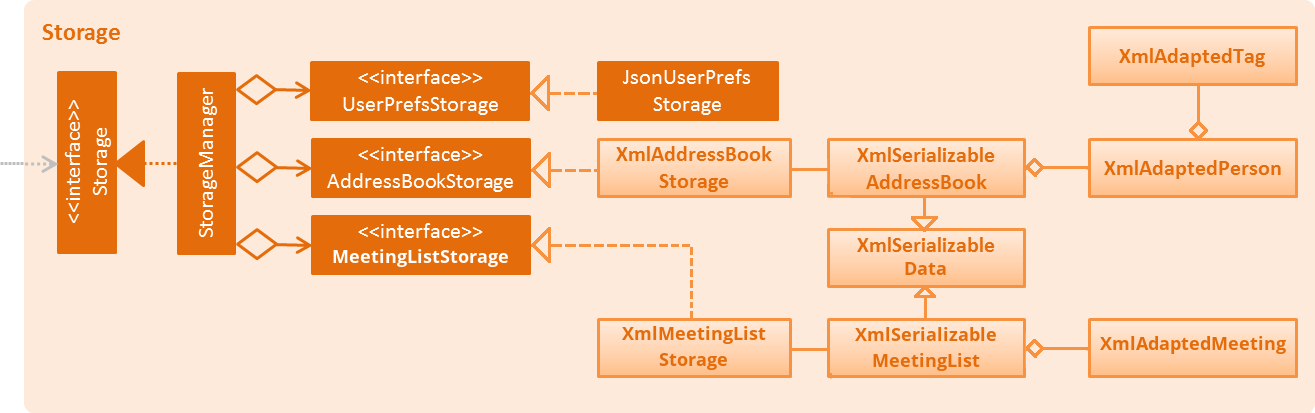 Storage
<<interface>>
Storage
StorageManager
<<interface>>
UserPrefsStorage
JsonUserPrefs
Storage
<<interface>>
AddressBookStorage
XmlAddressBook
Storage
XmlSerializable
AddressBook
XmlAdaptedTag
XmlAdaptedPerson
<<interface>>
MeetingListStorage
XmlSerializable
Data
XmlMeetingList
Storage
XmlSerializable
MeetingList
XmlAdaptedMeeting